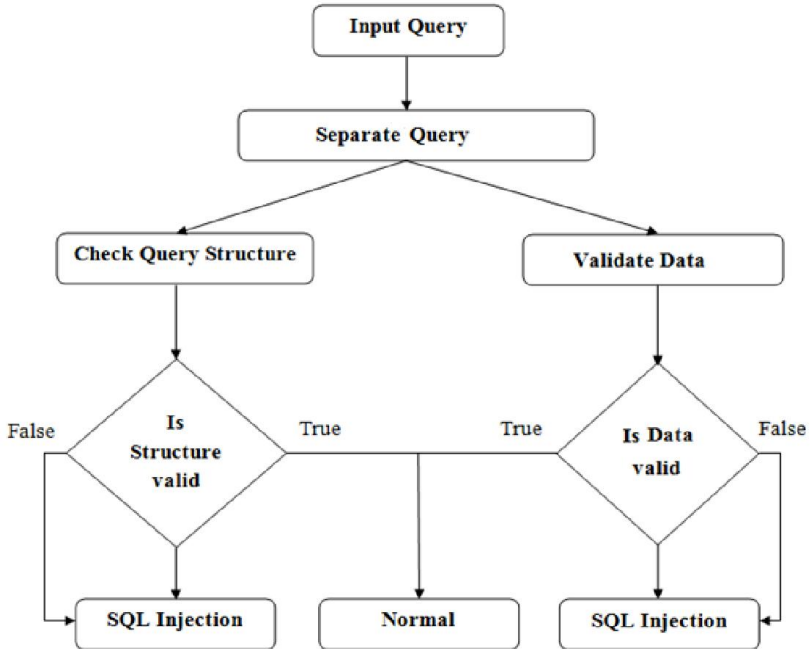 Input Query
Separate Query
Check Query Structure
Validate Data
Is
Structure
valid
Is Data
valid
False
True
True
False
SQL Injection
Normal
SQL Injection